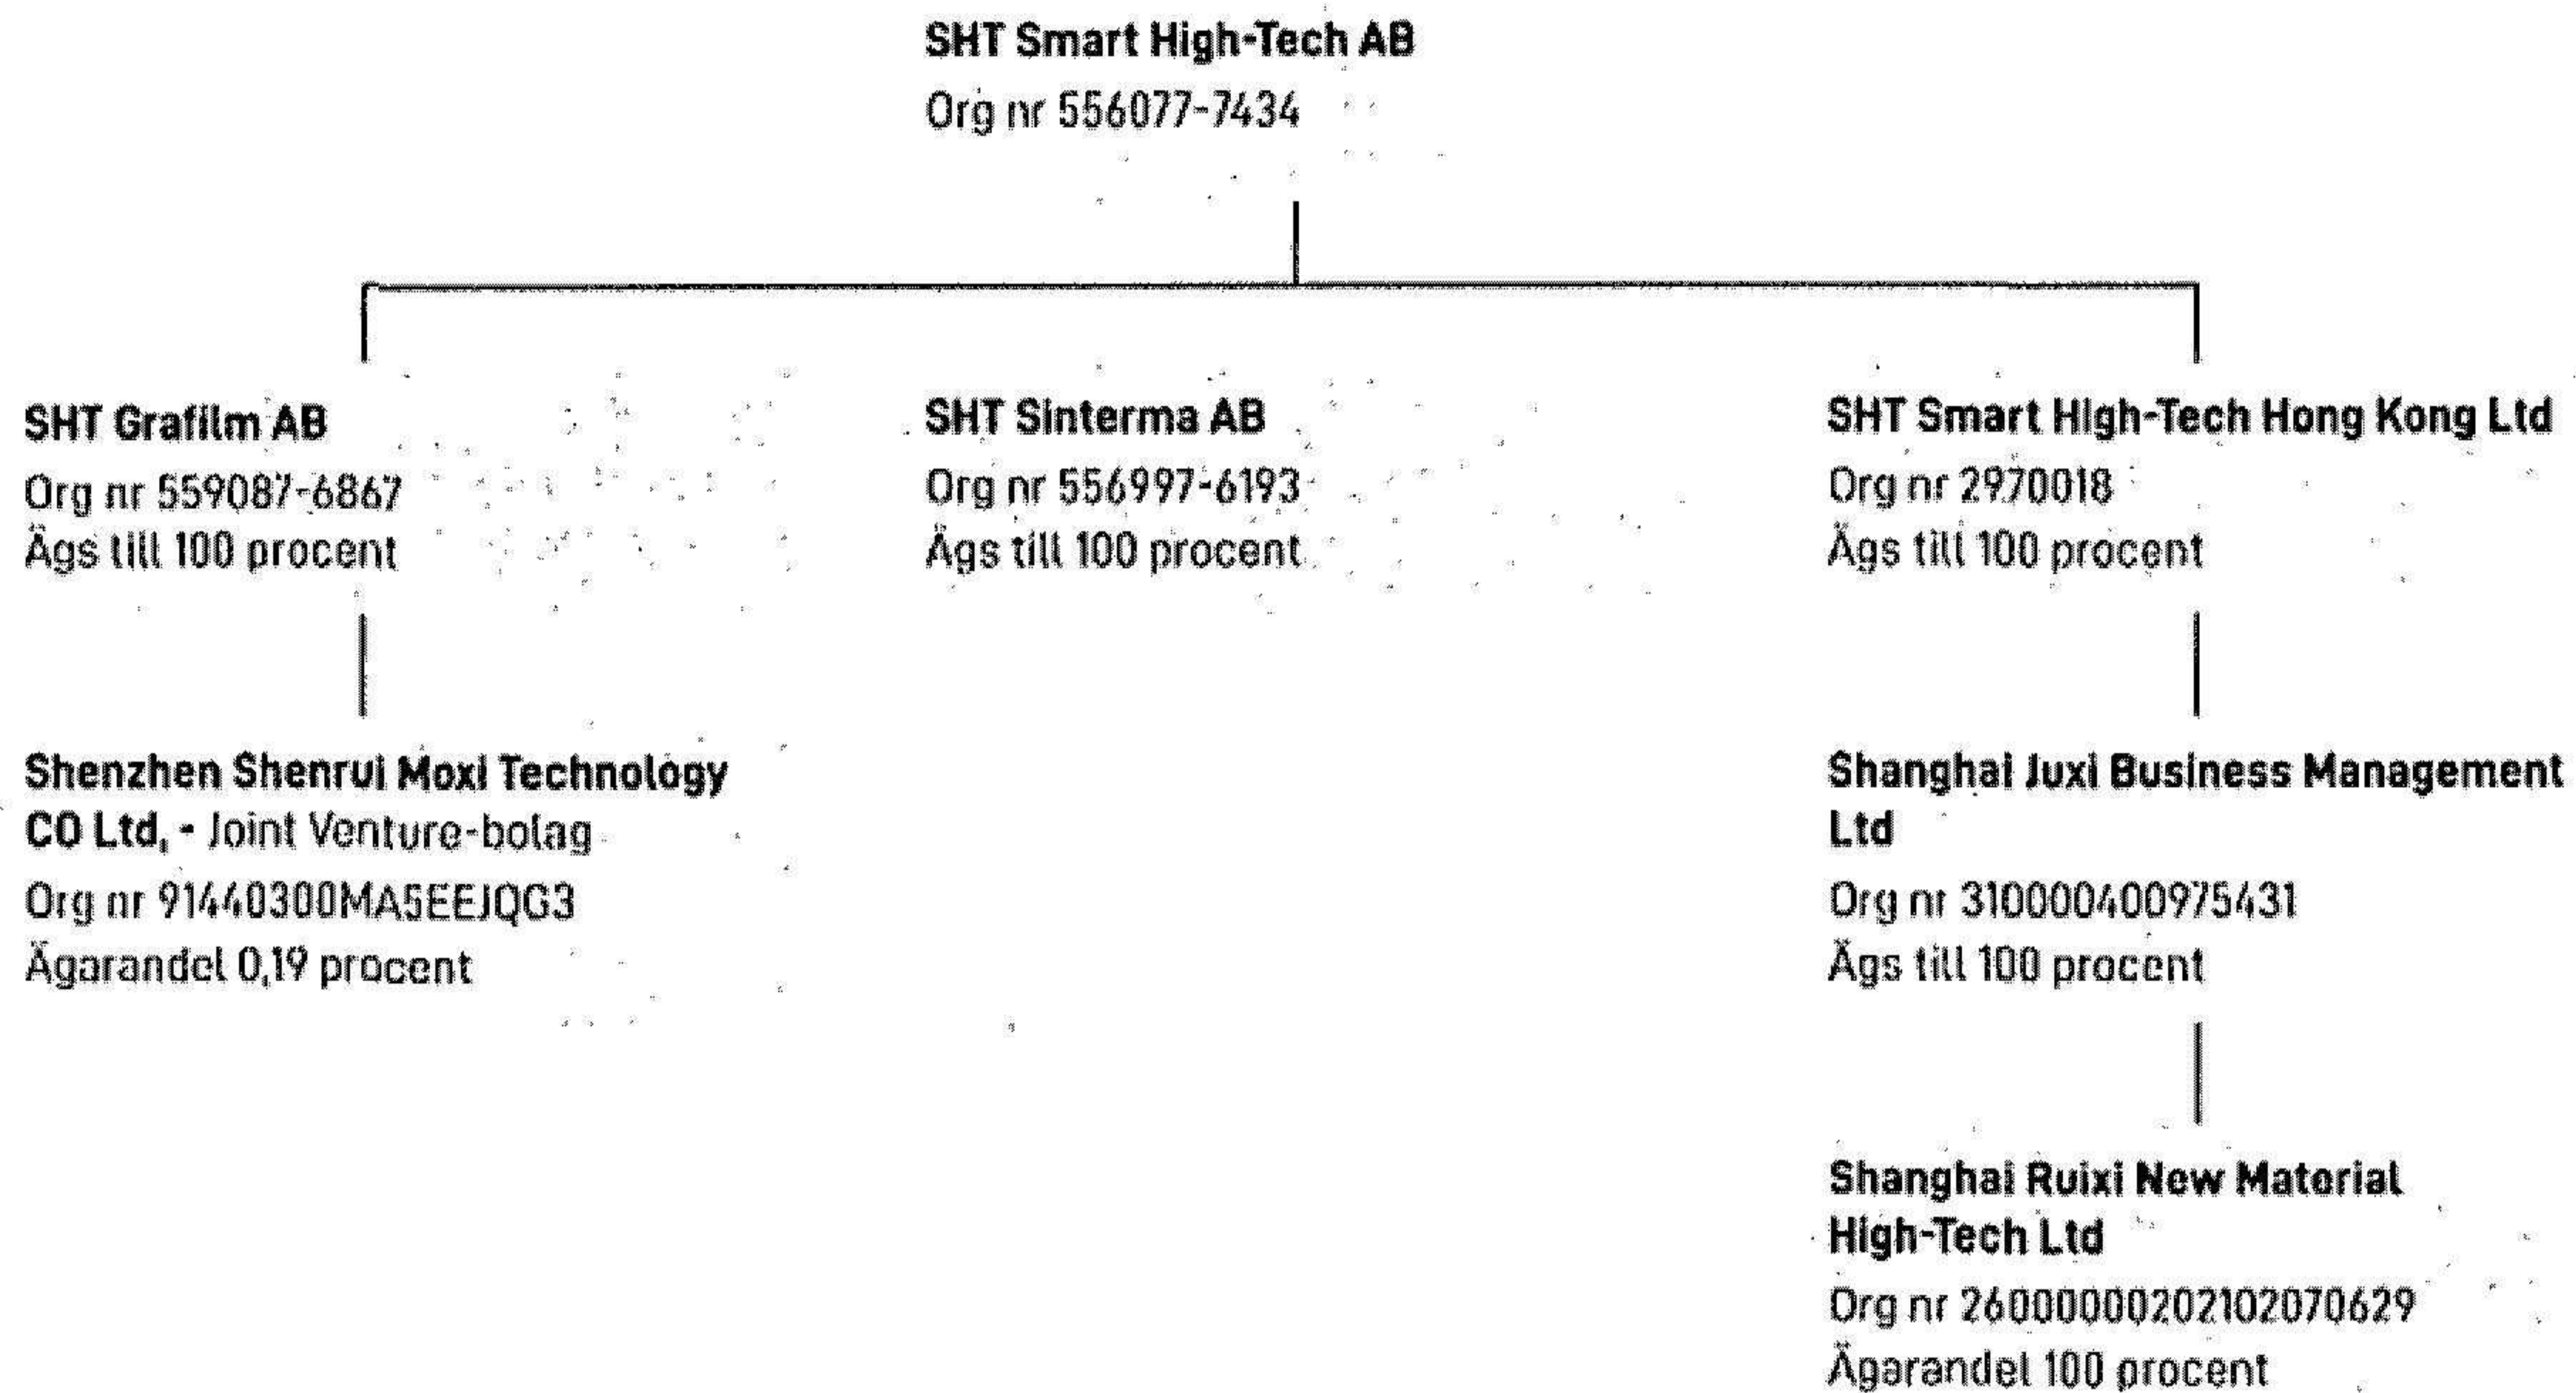 SHT Smart High-Tech AB
Org nr 556077-7434
SHT Grafilm AB
Org nr 559087-6867
Ägs till 100 procent
SHT Sinterma AB
Org nr 556997-6193
Ägs till 100 procent
SHT Smart High-Tech Hong Kong Ltd
Org nr 2970018
Ägs till 100 procent
Shenzhen Shenrui Moxi Technology
CO Ltd, - Joint Venture-bolag
Org nr 91440300MA5EEJQG3
Ägarandel 0,19 procent
Shanghai Juxi Business Management
Ltd
Org nr 310000400975431
Ägs till 100 procent
Shanghai Ruixi New Material
High-Tech Ltd
Org nr 26000000202102070629
Ägarandel 100 procent